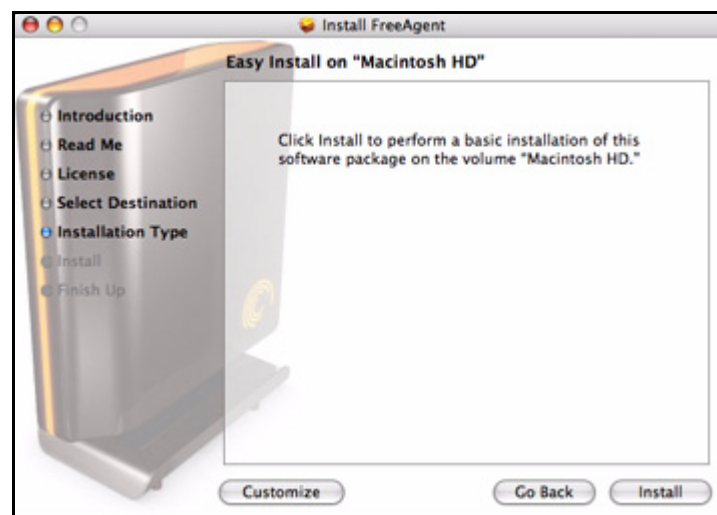 Install FreeAgent
Easy Install on "Macintosh HD"
Introduction
Read Me
License
Select Destination
Installation Type
Install
Finish Up
Click Install to perform a basic installation of this
software package on the volume "Macintosh HD."
Customize
Go Back
Install